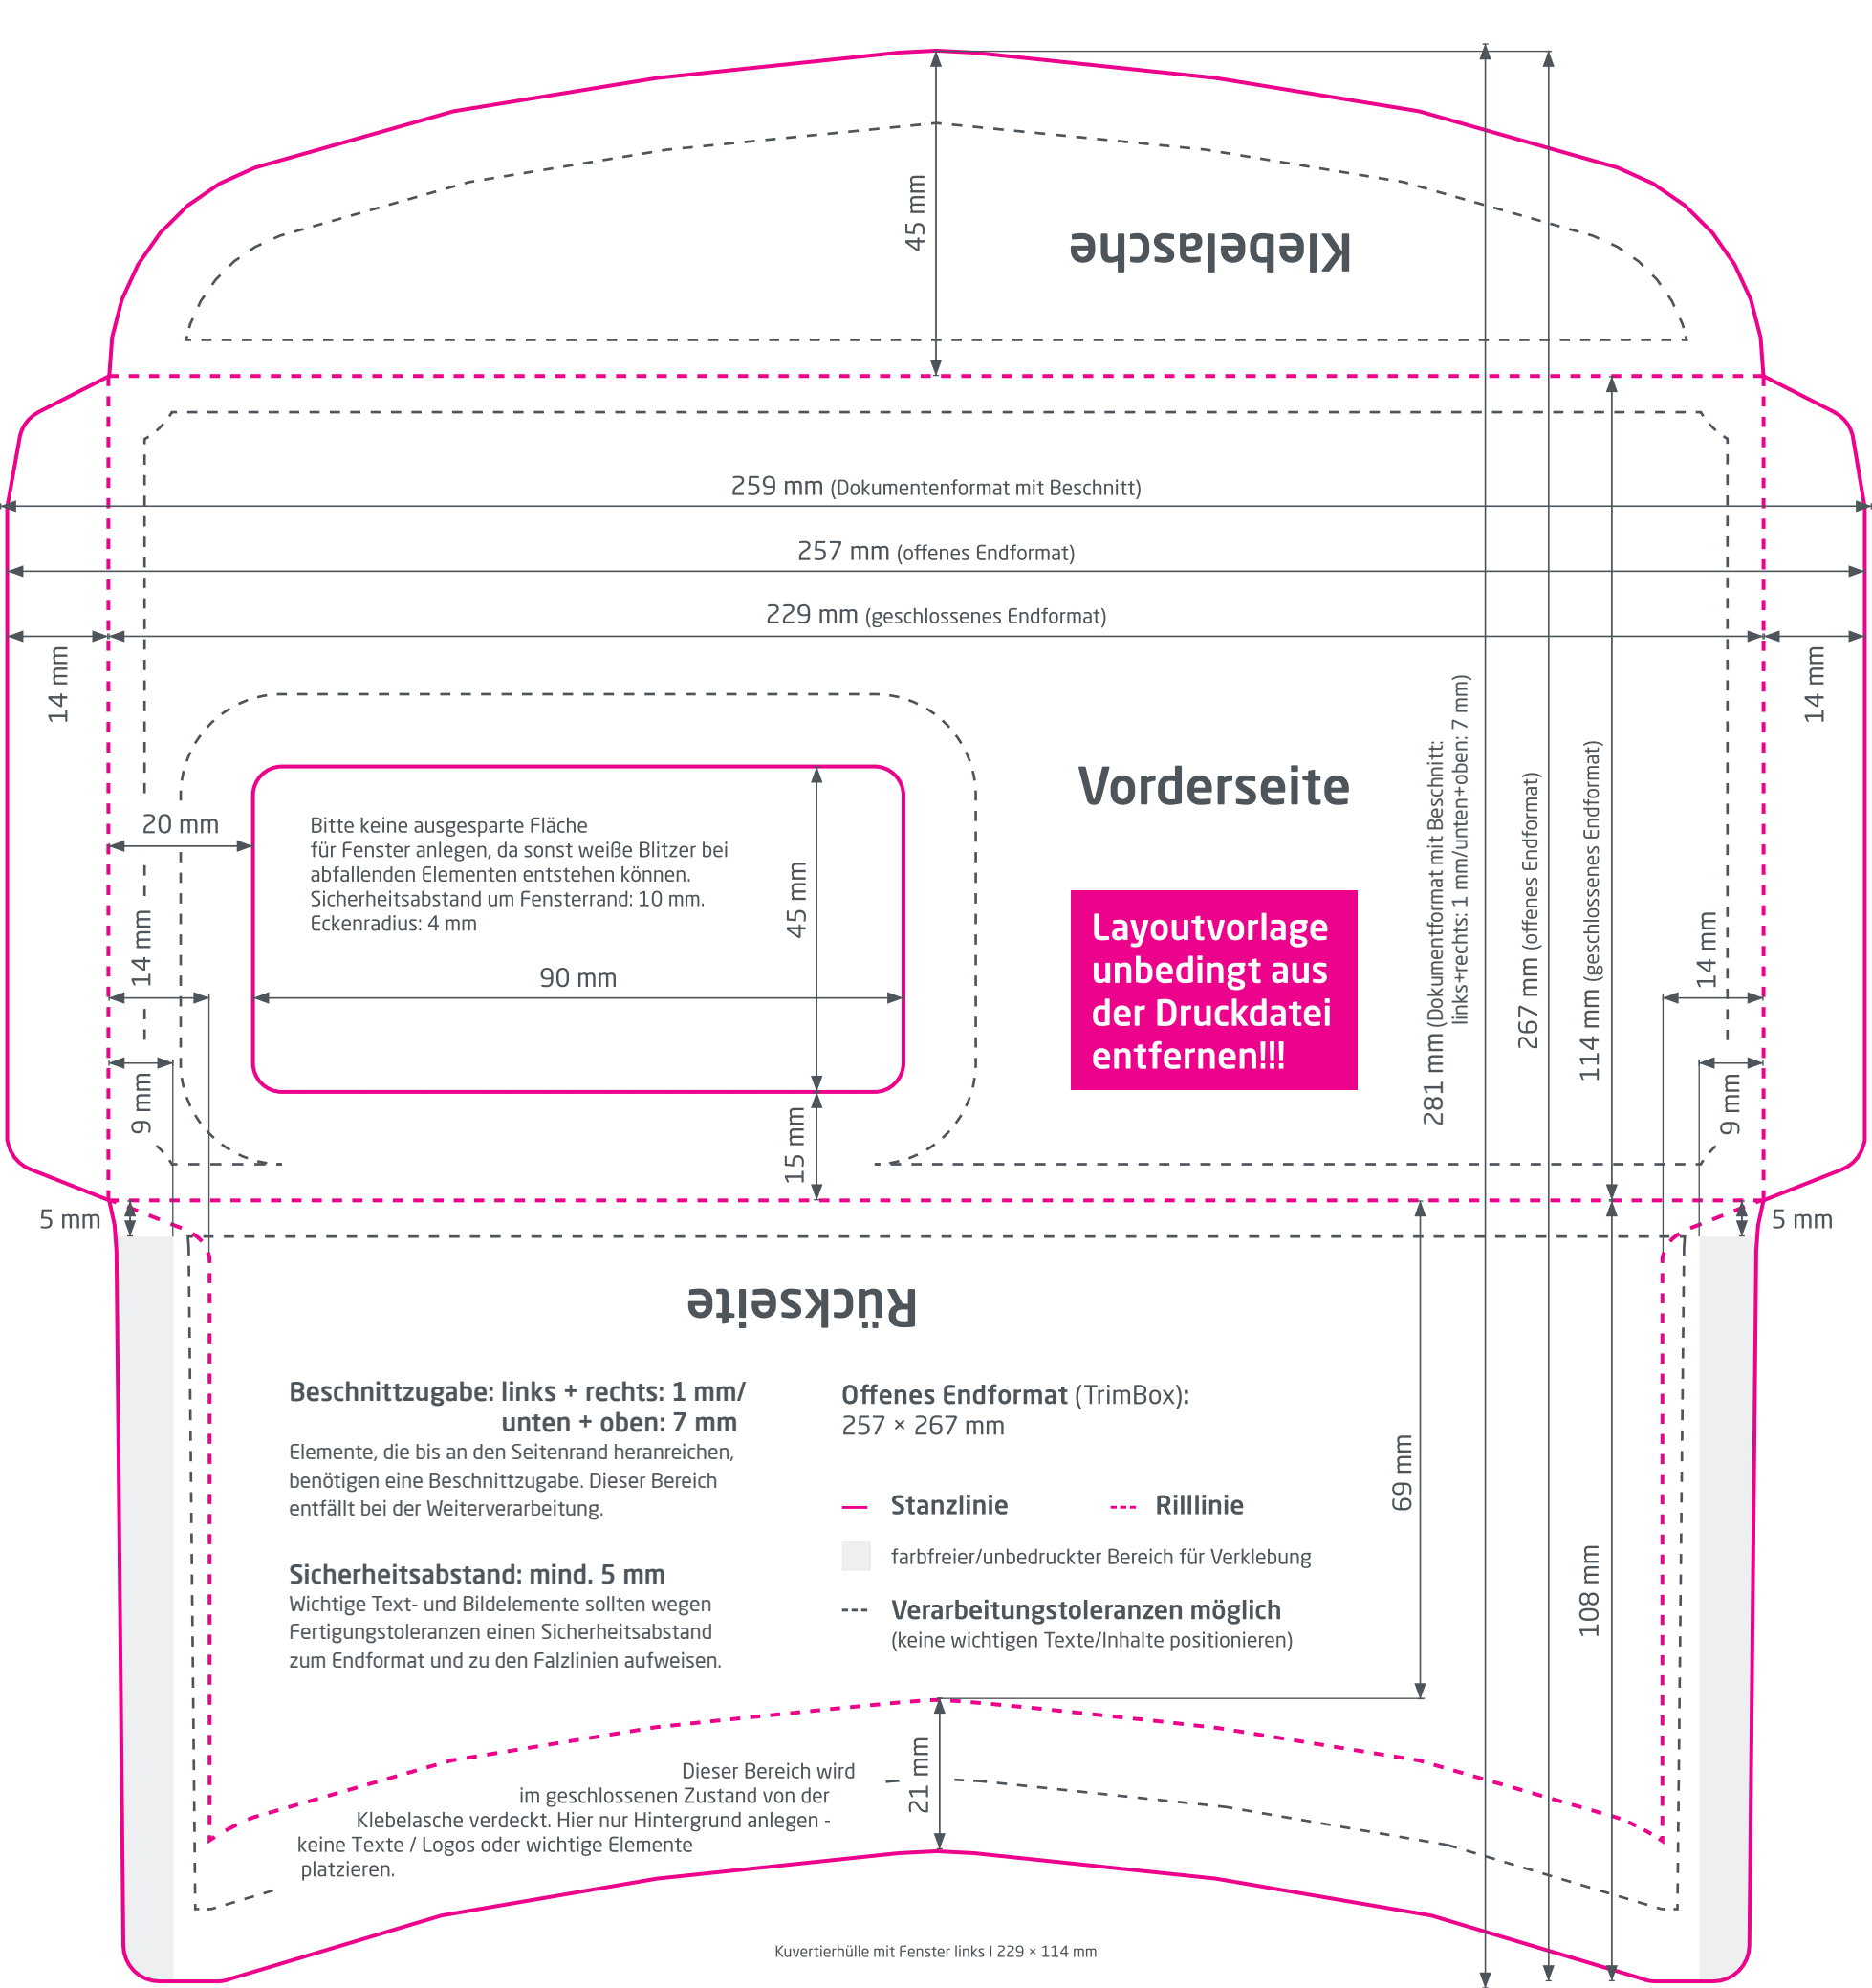 45 mm
Klebelasche
259 mm (Dokumentenformat mit Beschnitt)
257 mm (offenes Endformat)
229 mm (geschlossenes Endformat)
14 mm
14 mm
281 mm (Dokumentformat mit Beschnitt:
links+rechts: 1 mm/unten+oben: 7 mm)
267 mm (offenes Endformat)
114 mm (geschlossenes Endformat)
Vorderseite
20 mm
Bitte keine ausgesparte Fläche
für Fenster anlegen, da sonst weiße Blitzer bei
abfallenden Elementen entstehen können.
Sicherheitsabstand um Fensterrand: 10 mm.
Eckenradius: 4 mm
45 mm
90 mm
14 mm
14 mm
Layoutvorlage
unbedingt aus
der Druckdatei
entfernen!!!
9 mm
9 mm
15 mm
5 mm
5 mm
Rückseite
Beschnittzugabe: links + rechts: 1 mm/
unten + oben: 7 mm
Elemente, die bis an den Seitenrand heranreichen,
benötigen eine Beschnittzugabe. Dieser Bereich
entfällt bei der Weiterverarbeitung.
Sicherheitsabstand: mind. 5 mm
Wichtige Text- und Bildelemente sollten wegen
Fertigungstoleranzen einen Sicherheitsabstand
zum Endformat und zu den Falzlinien aufweisen.
Offenes Endformat (TrimBox):
257 × 267 mm
Stanzlinie
Rilllinie
farbfreier/unbedruckter Bereich für Verklebung
Verarbeitungstoleranzen möglich
(keine wichtigen Texte/Inhalte positionieren)
69 mm
108 mm
21 mm
Dieser Bereich wird
im geschlossenen Zustand von der
Klebelasche verdeckt. Hier nur Hintergrund anlegen -
keine Texte / Logos oder wichtige Elemente
platzieren.
Kuvertierhülle mit Fenster links I 229 × 114 mm